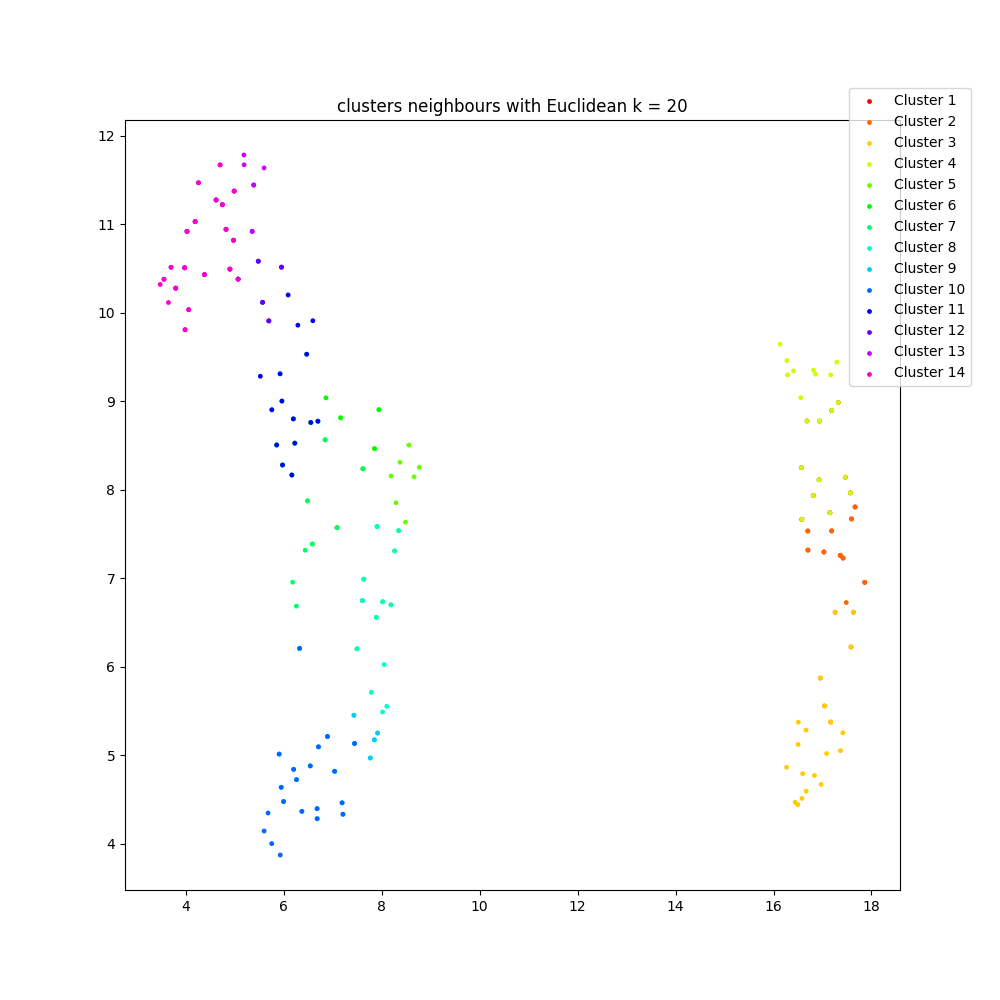 clusters neighbours with Euclidean k = 20
Cluster 1
Cluster 2
Cluster 3
Cluster 4
Cluster 5
Cluster 6
Cluster 7
Cluster 8
Cluster 9
Cluster 10
Cluster 11
Cluster 12
Cluster 13
Cluster 14
12
11
10
9
8
7
6
5
4
4 6 8 10 12 14 16 18